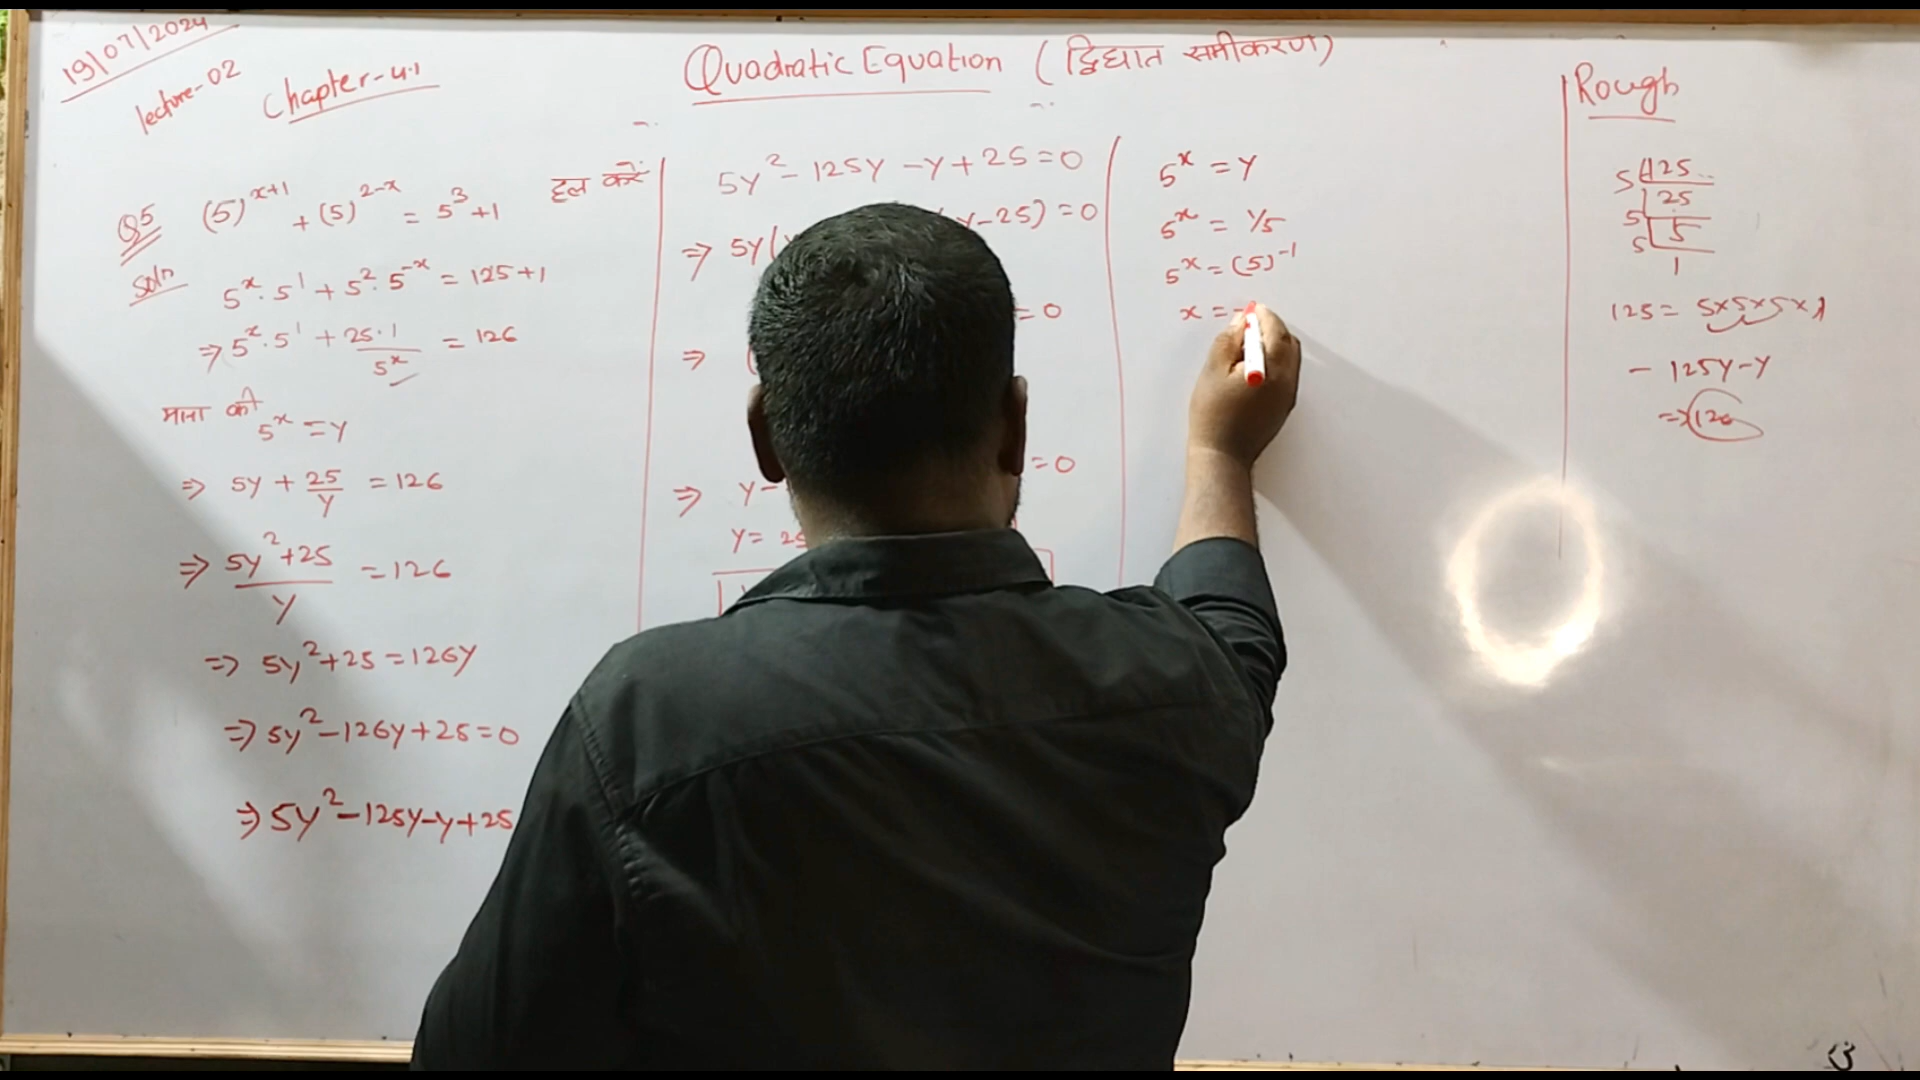 19/07/2024
lecture-02
Chapter-4.1
Quadratic Equation (द्विघात समीकरण)
Q5 (5)^{x+1} + (5)^{2-x} = 5^3+1 हल करें
Soln
5^x.5^1 + 5^2.5^{-x} = 125+1
⇒ 5^x.5^1 + 25.1/5^x = 126
माना की
5^x = y
⇒ 5y + 25/y = 126
⇒ 5y^2+25/y = 126
⇒ 5y^2+25 = 126y
⇒ 5y^2-126y+25=0
⇒ 5y^2-125y-y+25
5y^2-125y-y+25=0
⇒ 5y( y-25)=0
=0
⇒
=0
⇒ y-
y=25
5^x = y
5^x = 1/5
5^x = (5)^{-1}
x = -
Rough
5 125
5 25
5 5
1
125 = 5×5×5×1
- 125y-y
⇒ 126